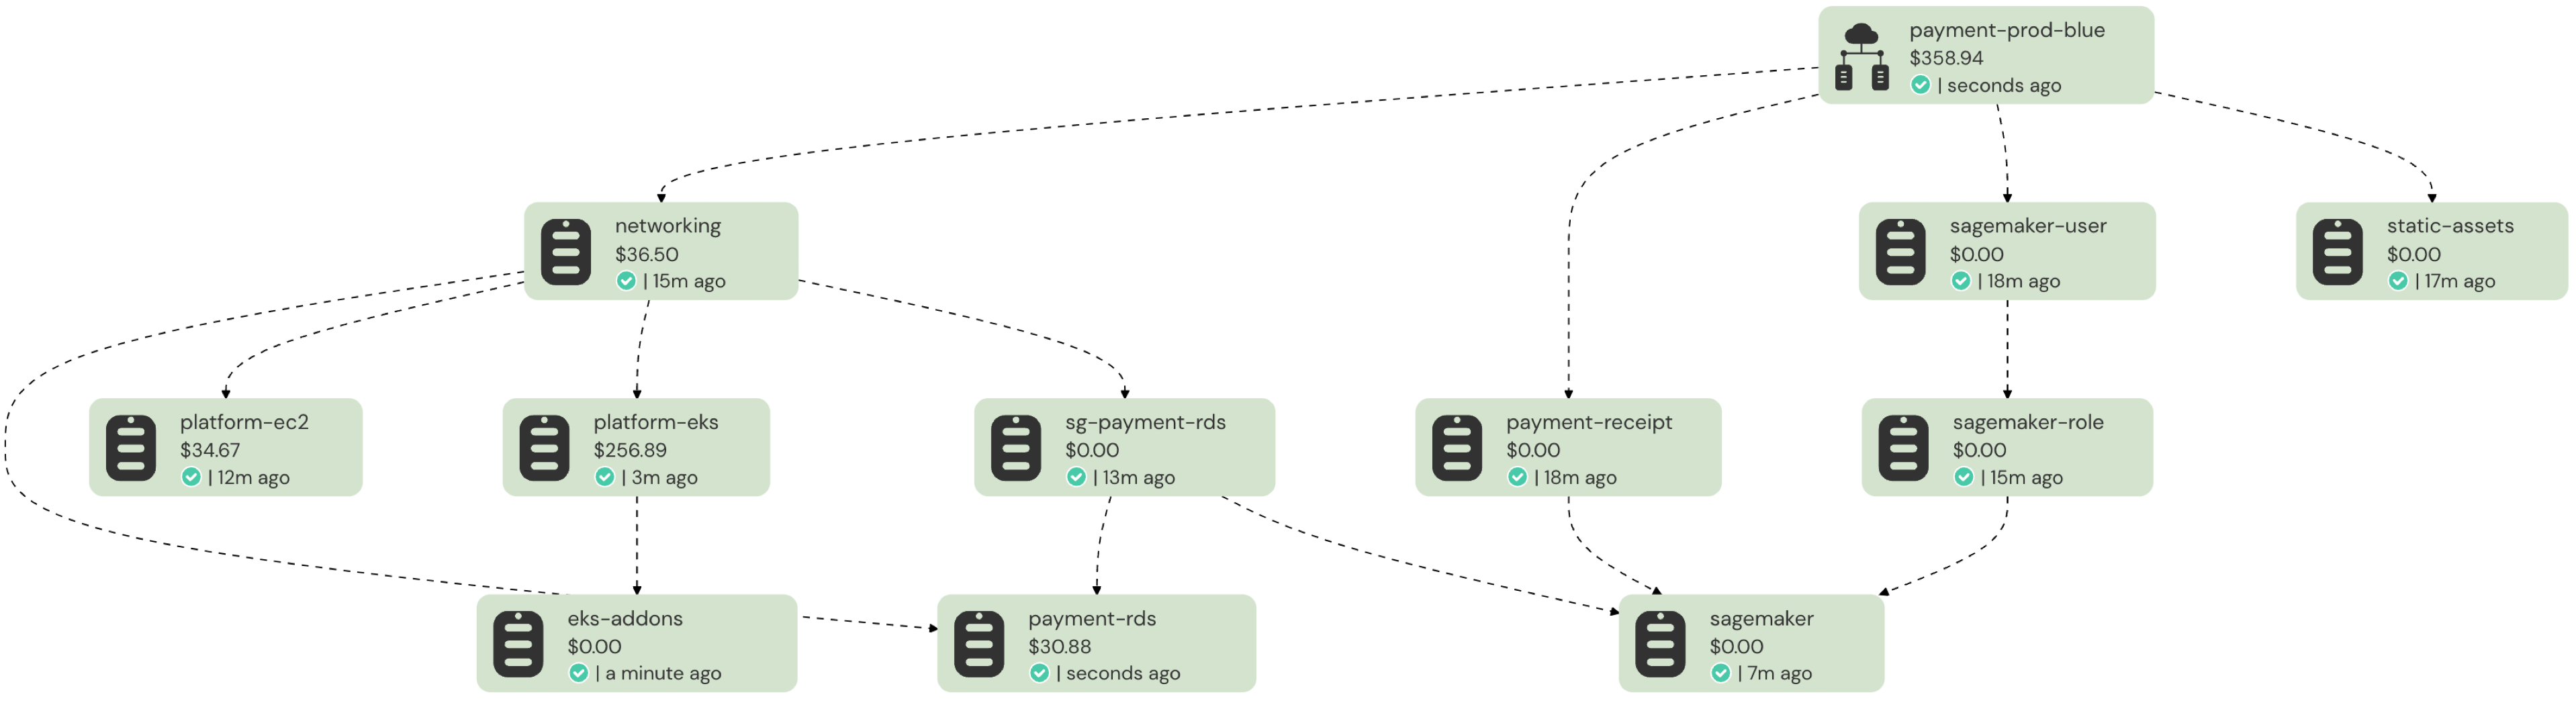 payment-prod-blue
$358.94
| seconds ago
networking
$36.50
| 15m ago
sagemaker-user
$0.00
| 18m ago
static-assets
$0.00
| 17m ago
platform-ec2
$34.67
| 12m ago
platform-eks
$256.89
| 3m ago
sg-payment-rds
$0.00
| 13m ago
payment-receipt
$0.00
| 18m ago
sagemaker-role
$0.00
| 15m ago
eks-addons
$0.00
| a minute ago
payment-rds
$30.88
| seconds ago
sagemaker
$0.00
| 7m ago